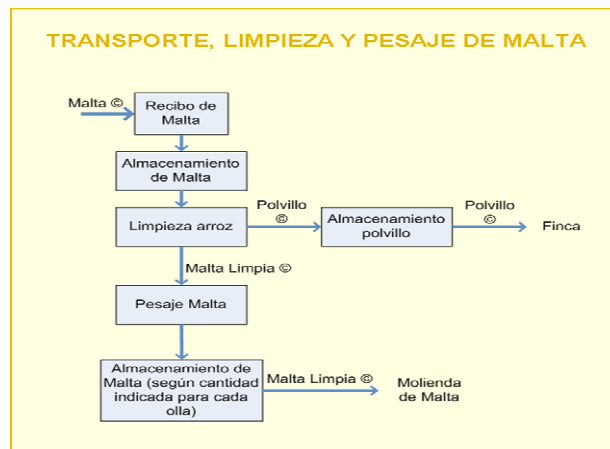 TRANSPORTE, LIMPIEZA Y PESAJE DE MALTA
Malta ©
Recibo de
Malta
Almacenamiento
de Malta
Limpieza arroz
Polvillo
©
Almacenamiento
polvillo
Polvillo
©
Finca
Malta Limpia ©
Pesaje Malta
Almacenamiento de
Malta (según cantidad
indicada para cada
olla)
Malta Limpia ©
Molienda
de Malta